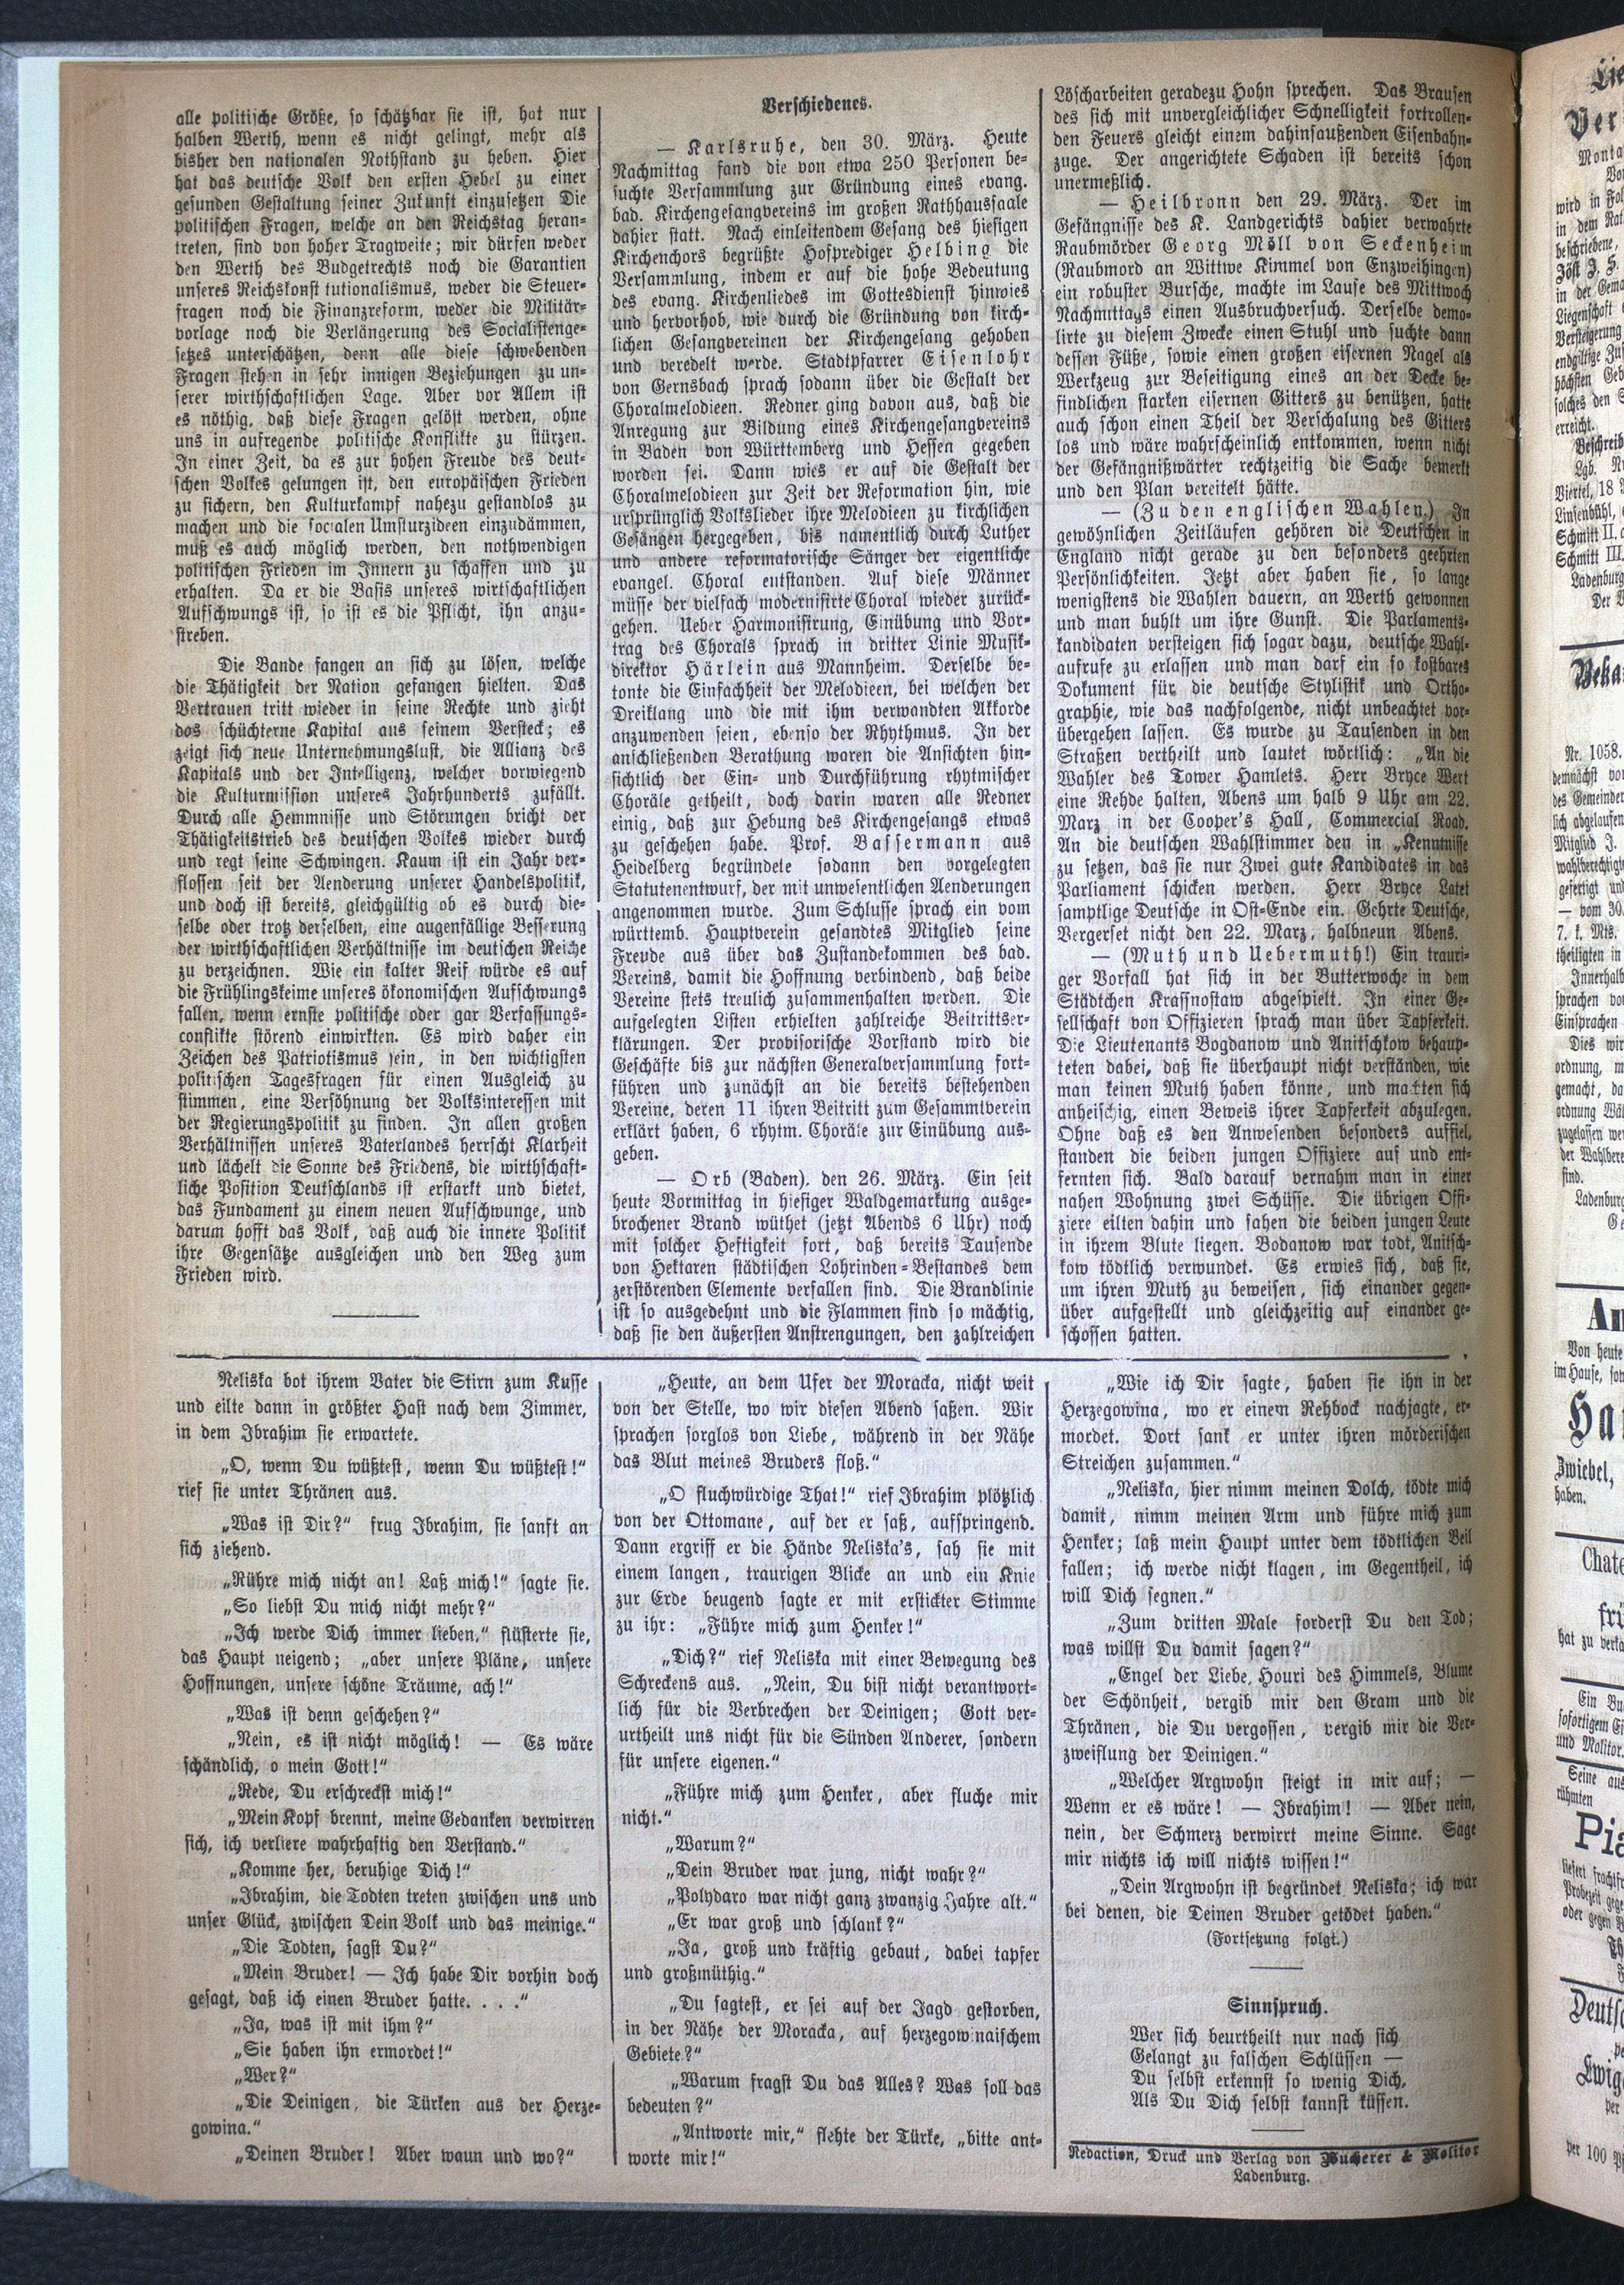 alle politische Größe, so schätzbar sie ist, hat nur
halben Werth, wenn es nicht gelingt, mehr als
bisher den nationalen Nothstand zu heben. Hier
hat das deutsche Volk den ersten Hebel zu einer
gesunden Gestaltung seiner Zukunft einzusetzen Die
politischen Fragen, welche an den Reichstag heran-
treten, sind von hoher Tragweite; wir dürfen weder
den Werth des Budgetrechts noch die Garantien
unseres Reichskonst tutionalismus, weder die Steuer-
fragen noch die Finanzreform, weder die Militär-
vorlage noch die Verlängerung des Socialistenge-
setzes unterschätzen, denn alle diese schwebenden
Fragen stehen in sehr innigen Beziehungen zu un-
serer wirthschaftlichen Lage. Aber vor Allem ist
es nöthig, daß diese Fragen gelöst werden, ohne
uns in aufregende politische Konflikte zu stürzen.
In einer Zeit, da es zur hohen Freude des deut-
schen Volkes gelungen ist, den europäischen Frieden
zu sichern, den Kulturkampf nahezu gestandlos zu
machen und die socialen Umsturzideen einzudämmen,
muß es auch möglich werden, den nothwendigen
politischen Frieden im Innern zu schaffen und zu
erhalten. Da er die Basis unseres wirtschaftlichen
Aufschwungs ist, so ist es die Pflicht, ihn anzu-
streben.
Die Bande fangen an sich zu lösen, welche
die Thätigkeit der Nation gefangen hielten. Das
Vertrauen tritt wieder in seine Rechte und zieht
das schüchterne Kapital aus seinem Versteck; es
zeigt sich neue Unternehmungslust, die Allianz des
Kapitals und der Intelligenz, welcher vorwiegend
die Kulturmission unseres Jahrhunderts zufällt.
Durch alle Hemmnisse und Störungen bricht der
Thätigkeitstrieb des deutschen Volkes wieder durch
und regt seine Schwingen. Kaum ist ein Jahr ver-
flossen seit der Aenderung unserer Handelspolitik,
und doch ist bereits, gleichgültig ob es durch die-
selbe oder trotz derselben, eine augenfällige Besserung
der wirthschaftlichen Verhältnisse im deutschen Reiche
zu verzeichnen. Wie ein kalter Reif würde es auf
die Frühlingskeime unseres ökonomischen Aufschwungs
fallen, wenn ernste politische oder gar Verfassungs-
conflikte störend einwirkten. Es wird daher ein
Zeichen des Patriotismus sein, in den wichtigsten
politischen Tagesfragen für einen Ausgleich zu
stimmen, eine Versöhnung der Volksinteressen mit
der Regierungspolitik zu finden. In allen großen
Verhältnissen unseres Vaterlandes herrscht Klarheit
und lächelt die Sonne des Friedens, die wirthschaft-
liche Position Deutschlands ist erstarkt und bietet,
das Fundament zu einem neuen Aufschwunge, und
darum hofft das Volk, daß auch die innere Politik
ihre Gegensätze ausgleichen und den Weg zum
Frieden wird.
Verschiedenes.
— Karlsruhe, den 30. März. Heute
Nachmittag fand die von etwa 250 Personen be-
suchte Versammlung zur Gründung eines evang.
bad. Kirchengesangvereins im großen Rathhaussaale
dahier statt. Nach einleitendem Gesang des hiesigen
Kirchenchors begrüßte Hofprediger Helbing die
Versammlung, indem er auf die hohe Bedeutung
des evang. Kirchenliedes im Gottesdienst hinwies
und hervorhob, wie durch die Gründung von kirch-
lichen Gesangvereinen der Kirchengesang gehoben
und veredelt werde. Stadtpfarrer Eisenlohr
von Gernsbach sprach sodann über die Gestalt der
Choralmelodieen. Redner ging davon aus, daß die
Anregung zur Bildung eines Kirchengesangvereins
in Baden von Württemberg und Hessen gegeben
worden sei. Dann wies er auf die Gestalt der
Choralmelodieen zur Zeit der Reformation hin, wie
ursprünglich Volkslieder ihre Melodieen zu kirchlichen
Gesängen hergegeben, bis namentlich durch Luther
und andere reformatorische Sänger der eigentliche
evangel. Choral entstanden. Auf diese Männer
müsse der vielfach modernisirte Choral wieder zurück-
gehen. Ueber Harmonisirung, Einübung und Vor-
trag des Chorals sprach in dritter Linie Musik-
direktor Härlein aus Mannheim. Derselbe be-
tonte die Einfachheit der Melodieen, bei welchen der
Dreiklang und die mit ihm verwandten Akkorde
anzuwenden seien, ebenso der Rhythmus. In der
anschließenden Berathung waren die Ansichten hin-
sichtlich der Ein- und Durchführung rhytmischer
Choräle getheilt, doch darin waren alle Redner
einig, daß zur Hebung des Kirchengesangs etwas
zu geschehen habe. Prof. Bassermann aus
Heidelberg begründete sodann den vorgelegten
Statutenentwurf, der mit unwesentlichen Aenderungen
angenommen wurde. Zum Schlusse sprach ein vom
württemb. Hauptverein gesandtes Mitglied seine
Freude aus über das Zustandekommen des bad.
Vereins, damit die Hoffnung verbindend, daß beide
Vereine stets treulich zusammenhalten werden. Die
aufgelegten Listen erhielten zahlreiche Beitrittser-
klärungen. Der provisorische Vorstand wird die
Geschäfte bis zur nächsten Generalversammlung fort-
führen und zunächst an die bereits bestehenden
Vereine, deren 11 ihren Beitritt zum Gesammtverein
erklärt haben, 6 rhytm. Choräle zur Einübung aus-
geben.
— Orb (Baden). den 26. März. Ein seit
heute Vormittag in hiesiger Waldgemarkung ausge-
brochener Brand wüthet (jetzt Abends 6 Uhr) noch
mit solcher Heftigkeit fort, daß bereits Tausende
von Hektaren städtischen Lohrinden-Bestandes dem
zerstörenden Elemente verfallen sind. Die Brandlinie
ist so ausgedehnt und die Flammen sind so mächtig,
daß sie den äußersten Anstrengungen, den zahlreichen
Löscharbeiten geradezu Hohn sprechen. Das Brausen
des sich mit unvergleichlicher Schnelligkeit fortrollen-
den Feuers gleicht einem dahinsaußenden Eisenbahn-
zuge. Der angerichtete Schaden ist bereits schon
unermeßlich.
— Heilbronn den 29. März. Der im
Gefängnisse des K. Landgerichts dahier verwahrte
Raubmörder Georg Möll von Seckenheim
(Raubmord an Wittwe Kimmel von Enzweihingen)
ein robuster Bursche, machte im Laufe des Mittwoch
Nachmittags einen Ausbruchversuch. Derselbe demo-
lirte zu diesem Zwecke einen Stuhl und suchte dann
dessen Füße, sowie einen großen eisernen Nagel als
Werkzeug zur Beseitigung eines an der Decke be-
findlichen starken eisernen Gitters zu benützen, hatte
auch schon einen Theil der Verschalung des Gitters
los und wäre wahrscheinlich entkommen, wenn nicht
der Gefängnißwärter rechtzeitig die Sache bemerkt
und den Plan vereitelt hätte.
— (Zu den englischen Wahlen.) In
gewöhnlichen Zeitläufen gehören die Deutschen in
England nicht gerade zu den besonders geehrten
Persönlichkeiten. Jetzt aber haben sie, so lange
wenigstens die Wahlen dauern, an Werth gewonnen
und man buhlt um ihre Gunst. Die Parlaments-
kandidaten versteigen sich sogar dazu, deutsche Wahl-
aufrufe zu erlassen und man darf ein so kostbares
Dokument für die deutsche Stylistik und Ortho-
graphie, wie das nachfolgende, nicht unbeachtet vor-
übergehen lassen. Es wurde zu Tausenden in den
Straßen vertheilt und lautet wörtlich: „An die
Wahler des Tower Hamlets. Herr Bryce Wert
eine Rehde halten, Abens um halb 9 Uhr am 22.
Marz in der Cooper's Hall, Commercial Road.
An die deutschen Wahlstimmer den in „Kenntnisse
zu setzen, das sie nur Zwei gute Kandidates in das
Parliament schicken werden. Herr Bryce Latet
samptlige Deutsche in Ost-Ende ein. Gehrte Deutsche,
Vergerset nicht den 22. Marz, halbneun Abens.
— (Muth und Uebermuth!) Ein trauri-
ger Vorfall hat sich in der Butterwoche in dem
Städtchen Krassnostaw abgespielt. In einer Ge-
sellschaft von Offizieren sprach man über Tapferkeit.
Die Lieutenants Bogdanow und Anitschkow behaup-
teten dabei, daß sie überhaupt nicht verständen, wie
man keinen Muth haben könne, und machten sich
anheischig, einen Beweis ihrer Tapferkeit abzulegen.
Ohne daß es den Anwesenden besonders auffiel,
standen die beiden jungen Offiziere auf und ent-
fernten sich. Bald darauf vernahm man in einer
nahen Wohnung zwei Schüsse. Die übrigen Offi-
ziere eilten dahin und sahen die beiden jungen Leute
in ihrem Blute liegen. Bodanow war todt, Anitsch-
kow tödtlich verwundet. Es erwies sich, daß sie,
um ihren Muth zu beweisen, sich einander gegen-
über aufgestellt und gleichzeitig auf einander ge-
schossen hatten.
Neliska bot ihrem Vater die Stirn zum Kusse
und eilte dann in größter Hast nach dem Zimmer,
in dem Ibrahim sie erwartete.
„O, wenn Du wüßtest, wenn Du wüßtest!“
rief sie unter Thränen aus.
„Was ist Dir?“ frug Ibrahim, sie sanft an
sich ziehend.
„Rühre mich nicht an! Laß mich!“ sagte sie.
„So liebst Du mich nicht mehr?“
„Ich werde Dich immer lieben,“ flüsterte sie,
das Haupt neigend; „aber unsere Pläne, unsere
Hoffnungen, unsere schöne Träume, ach!“
„Was ist denn geschehen?“
„Nein, es ist nicht möglich! — Es wäre
schändlich, o mein Gott!“
„Rede, Du erschreckst mich!“
„Mein Kopf brennt, meine Gedanken verwirren
sich, ich verliere wahrhaftig den Verstand.“
„Komme her, beruhige Dich!“
„Ibrahim, die Todten treten zwischen uns und
unser Glück, zwischen Dein Volk und das meinige.“
„Die Todten, sagst Du?“
„Mein Bruder! — Ich habe Dir vorhin doch
gesagt, daß ich einen Bruder hatte. . . .“
„Ja, was ist mit ihm?“
„Sie haben ihn ermordet!“
„Wer?“
„Die Deinigen, die Türken aus der Herze-
gowina.“
„Deinen Bruder! Aber waun und wo?“
„Heute, an dem Ufer der Moracka, nicht weit
von der Stelle, wo wir diesen Abend saßen. Wir
sprachen sorglos von Liebe, während in der Nähe
das Blut meines Bruders floß.“
„O fluchwürdige That!“ rief Ibrahim plötzlich
von der Ottomane, auf der er saß, aufspringend.
Dann ergriff er die Hände Neliska's, sah sie mit
einem langen, traurigen Blicke an und ein Knie
zur Erde beugend sagte er mit erstickter Stimme
zu ihr: „Führe mich zum Henker!“
„Dich?“ rief Neliska mit einer Bewegung des
Schreckens aus. „Nein, Du bist nicht verantwort-
lich für die Verbrechen der Deinigen; Gott ver-
urtheilt uns nicht für die Sünden Anderer, sondern
für unsere eigenen.“
„Führe mich zum Henker, aber fluche mir
nicht.“
„Warum?“
„Dein Bruder war jung, nicht wahr?“
„Polydaro war nicht ganz zwanzig Jahre alt.“
„Er war groß und schlank?“
„Ja, groß und kräftig gebaut, dabei tapfer
und großmüthig.“
„Du sagtest, er sei auf der Jagd gestorben,
in der Nähe der Moracka, auf herzegow naischem
Gebiete?“
„Warum fragst Du das Alles? Was soll das
bedeuten?“
„Antworte mir,“ flehte der Türke, „bitte ant-
worte mir!“
„Wie ich Dir sagte, haben sie ihn in der
Herzegowina, wo er einem Rehbock nachjagte, er-
mordet. Dort sank er unter ihren mörderischen
Streichen zusammen.“
„Neliska, hier nimm meinen Dolch, tödte mich
damit, nimm meinen Arm und führe mich zum
Henker; laß mein Haupt unter dem tödtlichen Beil
fallen; ich werde nicht klagen, im Gegentheil, ich
will Dich segnen.“
„Zum dritten Male forderst Du den Tod;
was willst Du damit sagen?“
„Engel der Liebe, Houri des Himmels, Blume
der Schönheit, vergib mir den Gram und die
Thränen, die Du vergossen, vergib mir die Ver-
zweiflung der Deinigen.“
„Welcher Argwohn steigt in mir auf; —
Wenn er es wäre! — Ibrahim! — Aber nein,
nein, der Schmerz verwirrt meine Sinne. Sage
mir nichts ich will nichts wissen!“
„Dein Argwohn ist begründet Neliska; ich war
bei denen, die Deinen Bruder getödet haben.“
(Fortsetzung folgt.)
Sinnspruch.
Wer sich beurtheilt nur nach sich
Gelangt zu falschen Schlüssen —
Du selbst erkennst so wenig Dich,
Als Du Dich selbst kannst küssen.
Redaction, Druck und Verlag von Bucherer & Molitor
Ladenburg.